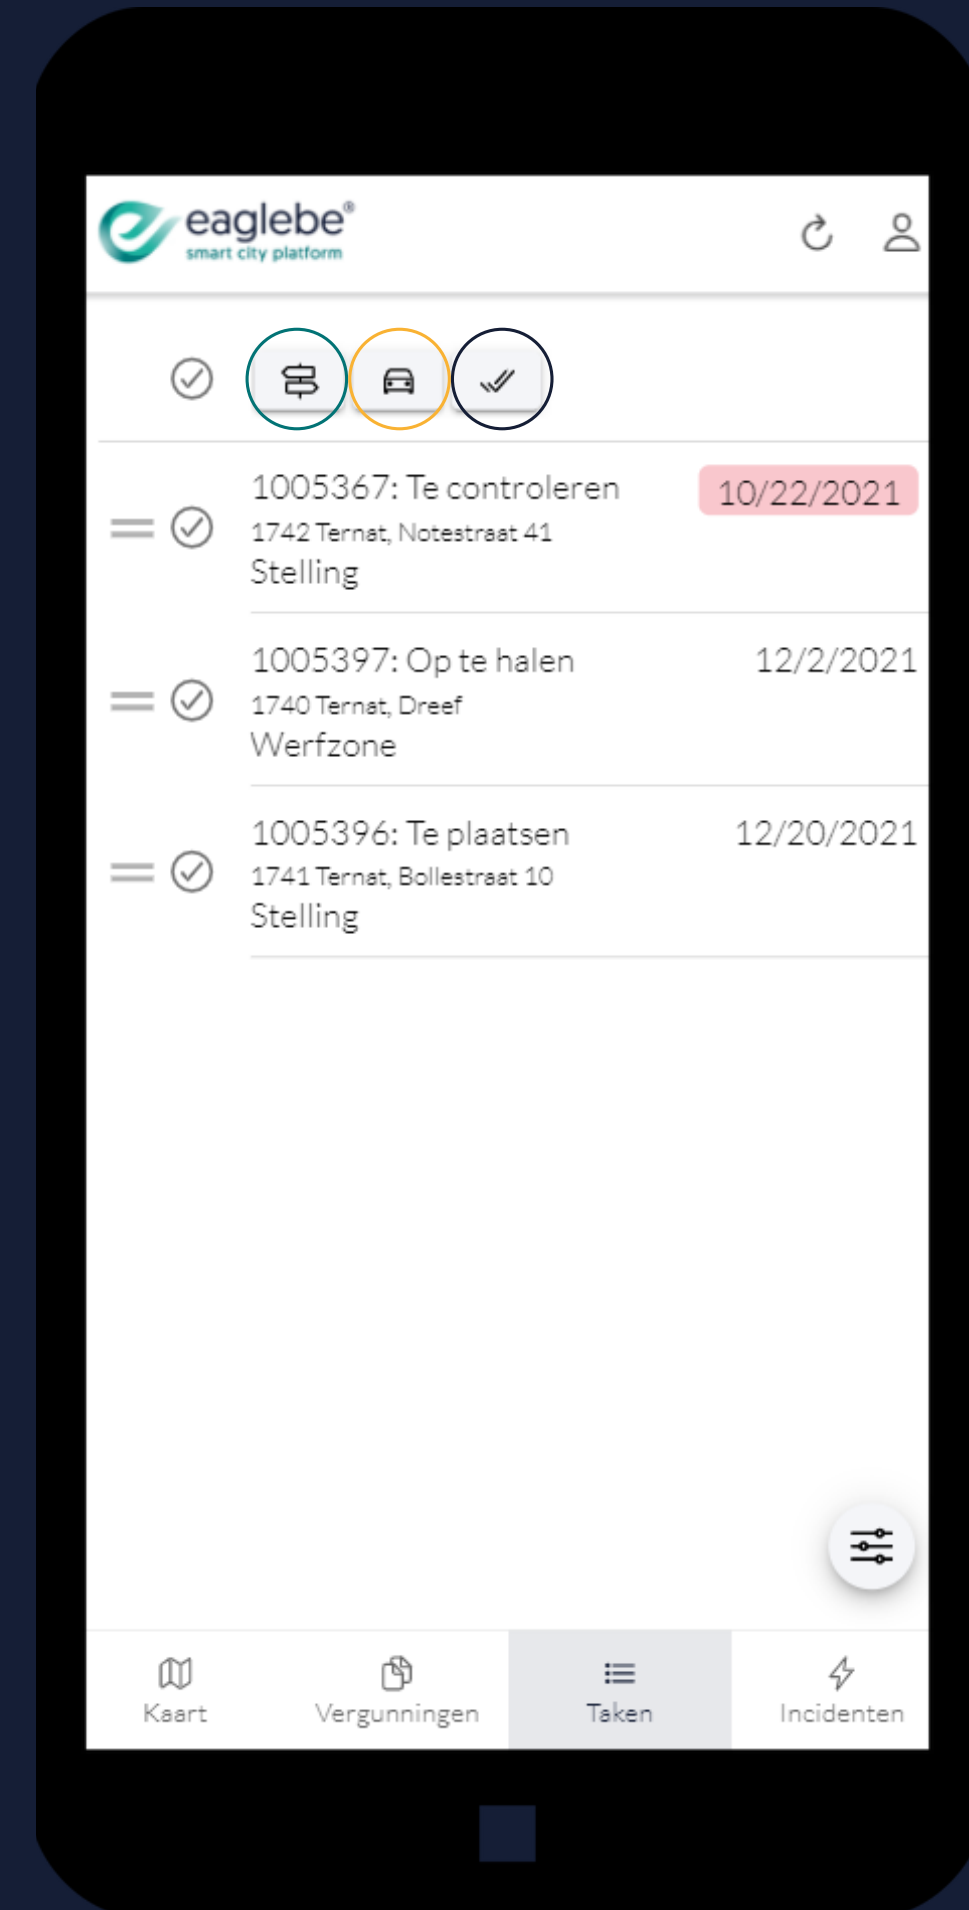 eaglebe®
smart city platform
1005367: Te controleren
10/22/2021
1742 Ternat, Notestraat 41
Stelling
1005397: Op te halen
12/2/2021
1740 Ternat, Dreef
Werfzone
1005396: Te plaatsen
12/20/2021
1741 Ternat, Bollestraat 10
Stelling
Kaart
Vergunningen
Taken
Incidenten